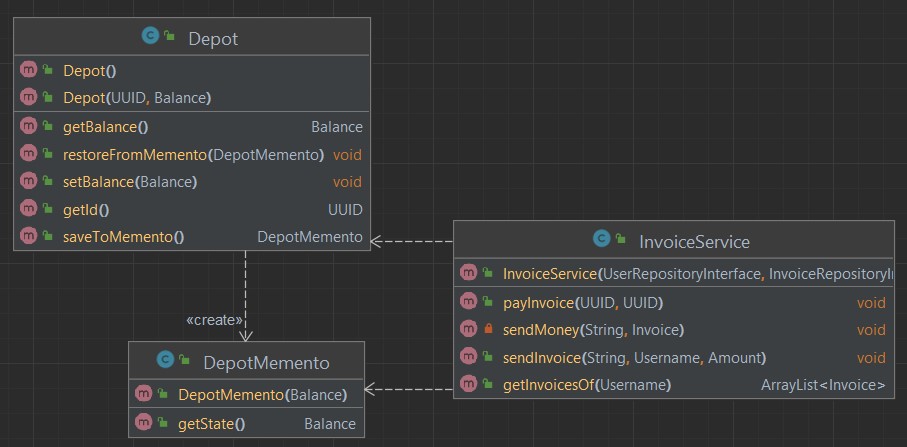 Depot
Depot()
Depot(UUID, Balance)
getBalance() Balance
restoreFromMemento(DepotMemento) void
setBalance(Balance) void
getId() UUID
saveToMemento() DepotMemento
«create»
DepotMemento
DepotMemento(Balance)
getState() Balance
InvoiceService
InvoiceService(UserRepositoryInterface, InvoiceRepositoryI
payInvoice(UUID, UUID) void
sendMoney(String, Invoice) void
sendInvoice(String, Username, Amount) void
getInvoicesOf(Username) ArrayList<Invoice>